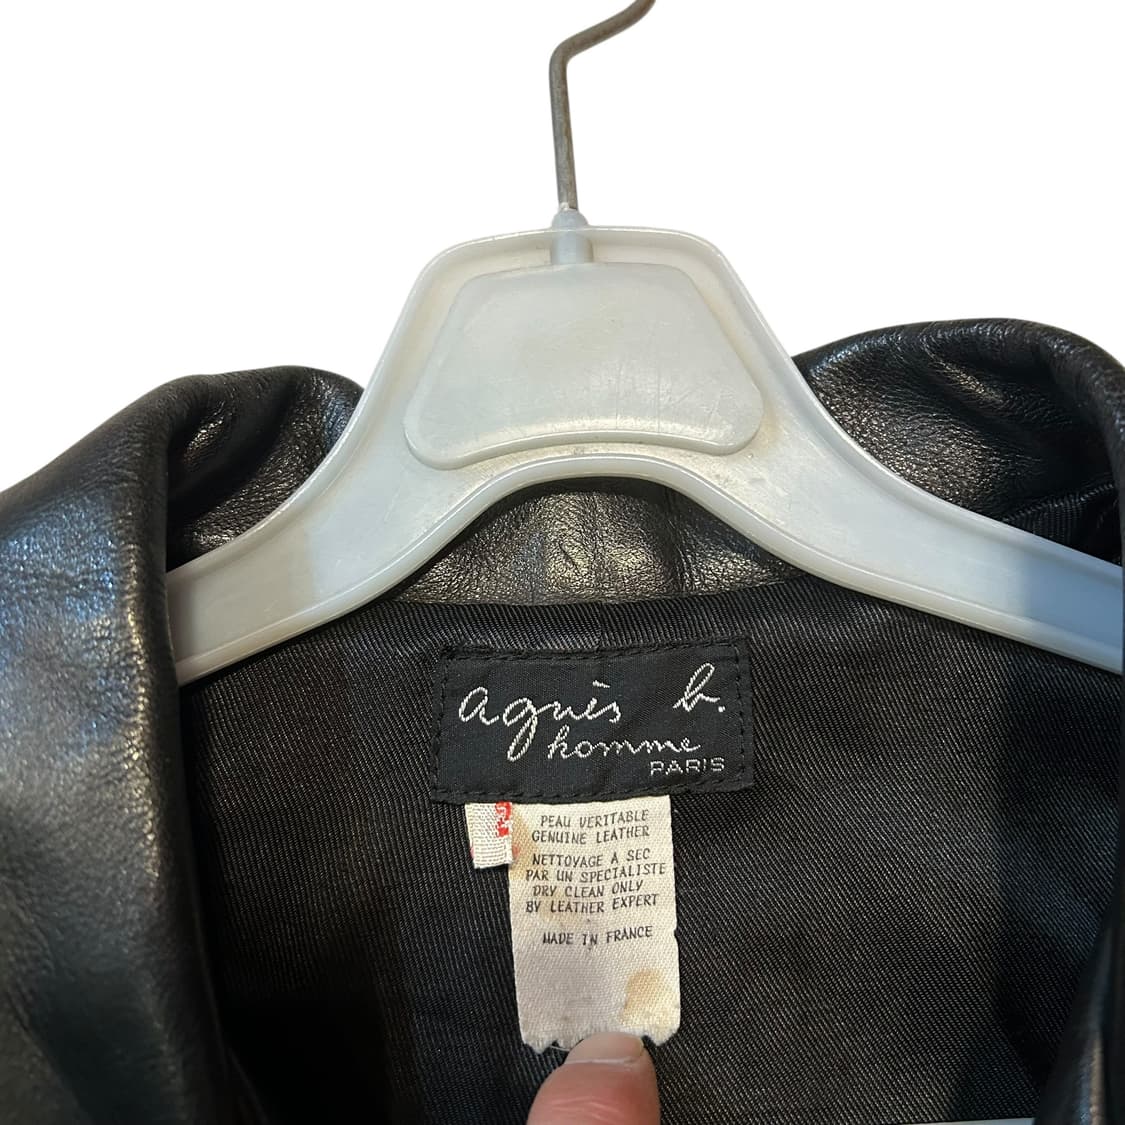 agnès b.
homme
PARIS
PEAU VERITABLE
GENUINE LEATHER
NETTOYAGE A SEC
PAR UN SPECIALISTE
DRY CLEAN ONLY
BY LEATHER EXPERT
MADE IN FRANCE